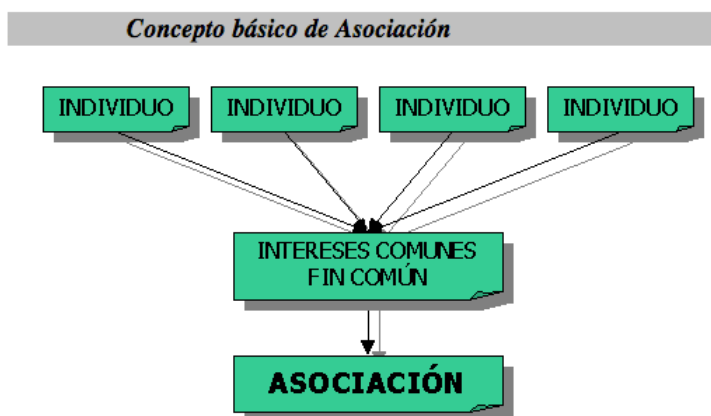 Concepto básico de Asociación
INDIVIDUO INDIVIDUO INDIVIDUO INDIVIDUO
INTERESES COMUNES
FIN COMÚN
ASOCIACIÓN